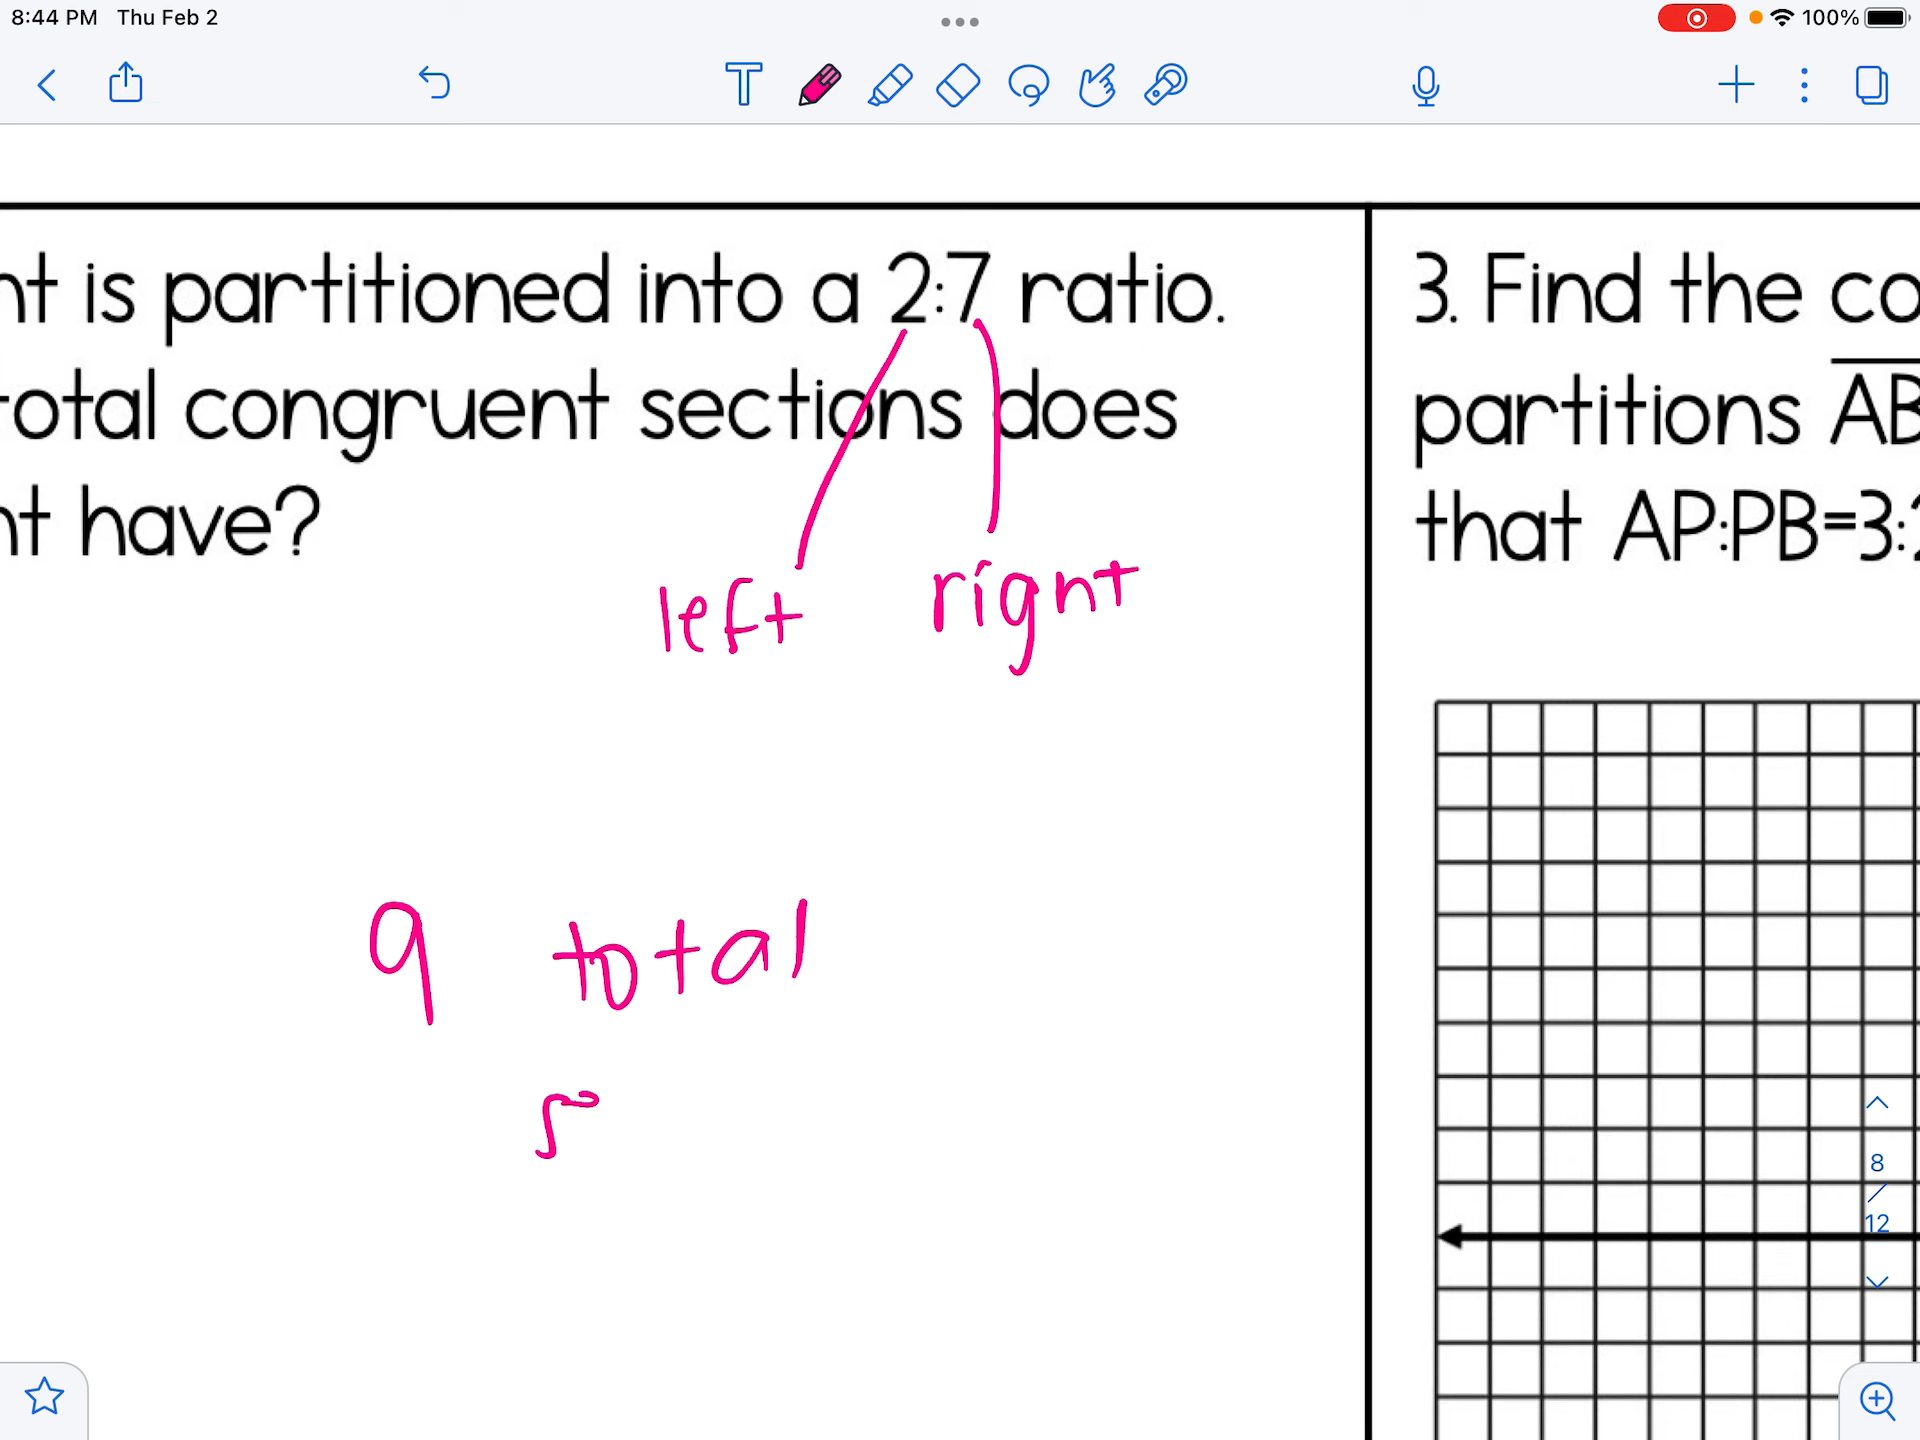 8:44 PM Thu Feb 2
100%
nt is partitioned into a 2:7 ratio.
total congruent sections does
nt have?
left right
9 total
3. Find the co
partitions AB
that AP:PB=3:2
8
/
12